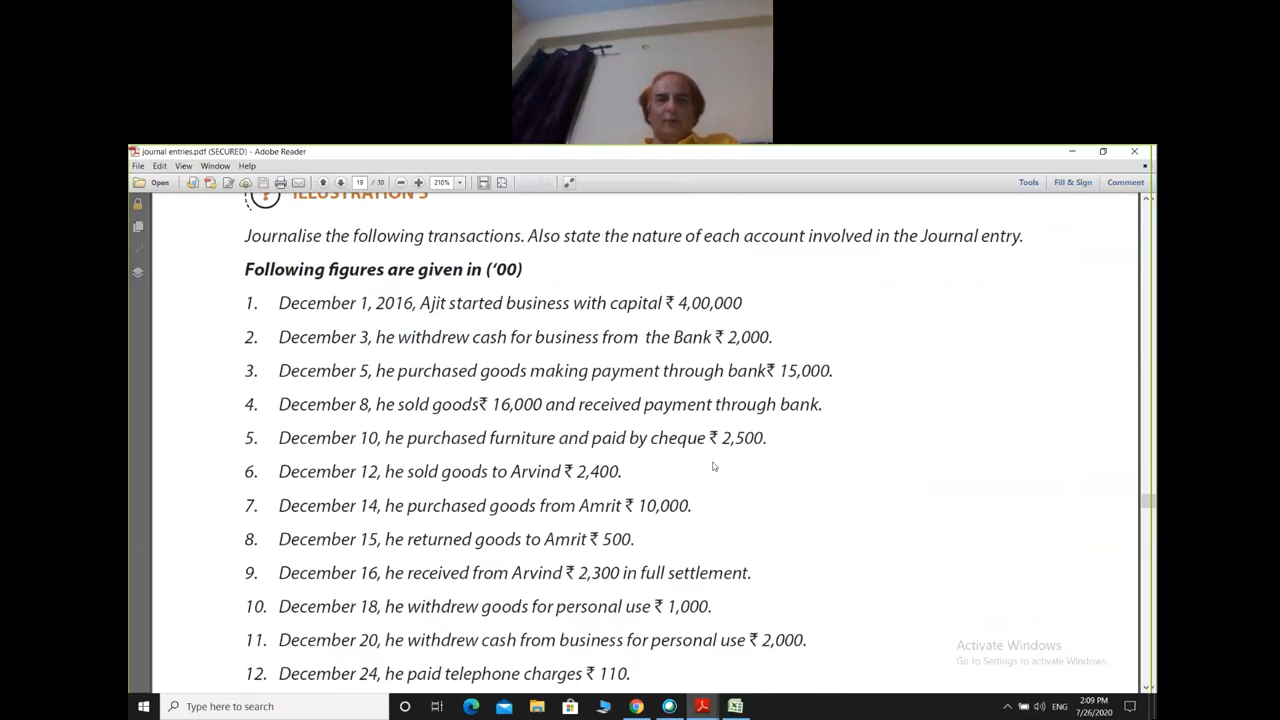 journal entries.pdf (SECURED) - Adobe Reader
File Edit View Window Help
Open 19 / 30 210% Tools Fill & Sign Comment
ILLUSTRATION 5
Journalise the following transactions. Also state the nature of each account involved in the Journal entry.
Following figures are given in (‘00)
1. December 1, 2016, Ajit started business with capital ₹ 4,00,000
2. December 3, he withdrew cash for business from the Bank ₹ 2,000.
3. December 5, he purchased goods making payment through bank₹ 15,000.
4. December 8, he sold goods₹ 16,000 and received payment through bank.
5. December 10, he purchased furniture and paid by cheque ₹ 2,500.
6. December 12, he sold goods to Arvind ₹ 2,400.
7. December 14, he purchased goods from Amrit ₹ 10,000.
8. December 15, he returned goods to Amrit ₹ 500.
9. December 16, he received from Arvind ₹ 2,300 in full settlement.
10. December 18, he withdrew goods for personal use ₹ 1,000.
11. December 20, he withdrew cash from business for personal use ₹ 2,000.
12. December 24, he paid telephone charges ₹ 110.
Activate Windows
Go to Settings to activate Windows.
Type here to search
ENG
2:09 PM
7/26/2020